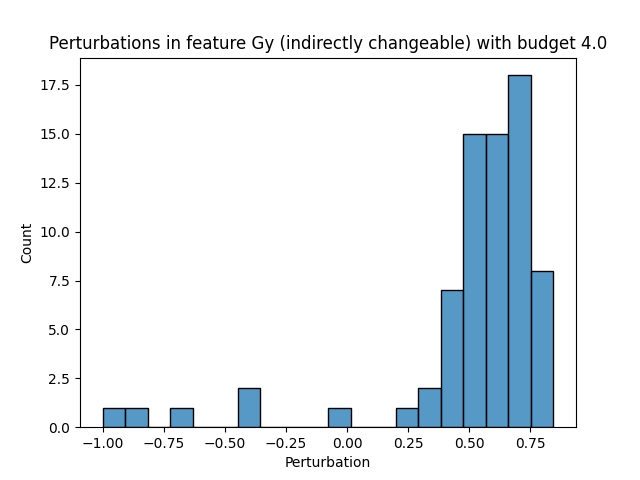 Perturbations in feature Gy (indirectly changeable) with budget 4.0
17.5
15.0
12.5
10.0
7.5
5.0
2.5
0.0
Count
−1.00 −0.75 −0.50 −0.25 0.00 0.25 0.50 0.75
Perturbation